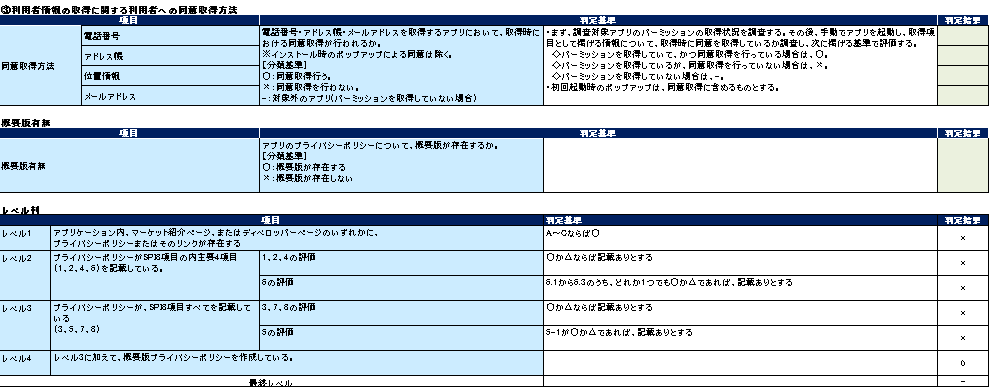 ③利用者情報の取得に関する利用者への同意取得方法
項目 判定基準 判定結果
同意取得方法
電話番号
アドレス帳
位置情報
メールアドレス
電話番号・アドレス帳・メールアドレスを取得するアプリにおいて、取得時に
おける同意取得が行われるか。
※インストール時のポップアップによる同意は除く。
[分類基準]
〇：同意取得行う。
×：同意取得を行わない。
-：対象外のアプリ(パーミッションを取得していない場合)
・まず、調査対象アプリのパーミッションの取得状況を調査する。その後、手動でアプリを起動し、取得項
目として掲げる情報について、取得時に同意を取得しているか調査し、次に掲げる基準で評価する。
◇パーミッションを取得していて、かつ同意取得を行っている場合は、〇。
◇パーミッションを取得しているが、同意取得を行っていない場合は、×。
◇パーミッションを取得していない場合は、-。
・初回起動時のポップアップは、同意取得に含めるものとする。
概要版有無
項目 判定基準 判定結果
概要版有無
アプリのプライバシーポリシーについて、概要版が存在するか。
[分類基準]
〇：概要版が存在する
×：概要版が存在しない
レベル判
項目 判定基準 判定結果
レベル1 アプリケーション内、マーケット紹介ページ、またはディベロッパーページのいずれかに、
プライバシーポリシーまたはそのリンクが存在する
A～Cならば〇 ×
レベル2 プライバシーポリシーがSPI8項目の内主要4項目
(1、2、4、5)を記載している。
1、2、4の評価 〇か△ならば記載ありとする ×
5の評価 5.1から5.3のうち、どれか1つでも〇か△であれば、記載ありとする ×
レベル3 プライバシーポリシーが、SPI8項目すべてを記載して
いる
(3、5、7、8)
3、7、8の評価 〇か△ならば記載ありとする ×
5の評価 5-1が〇か△であれば、記載ありとする ×
レベル4 レベル3に加えて、概要版プライバシーポリシーを作成している。 0
最終レベル -